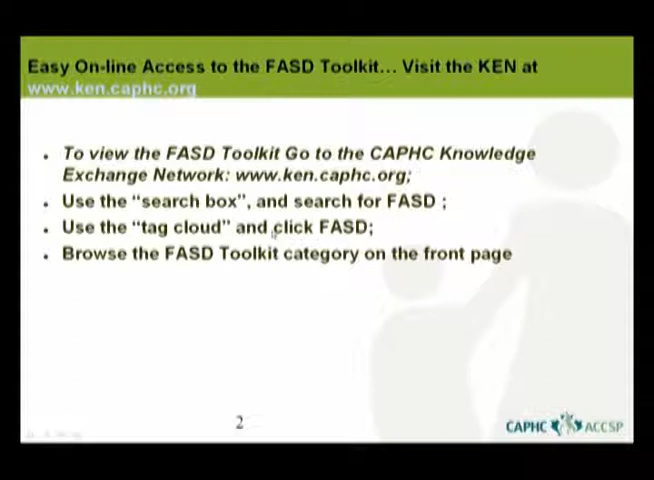 Easy On-line Access to the FASD Toolkit... Visit the KEN at
www.ken.caphc.org
• To view the FASD Toolkit Go to the CAPHC Knowledge
Exchange Network: www.ken.caphc.org;
• Use the “search box”, and search for FASD ;
• Use the “tag cloud” and click FASD;
• Browse the FASD Toolkit category on the front page
2
CAPHC ACCSP